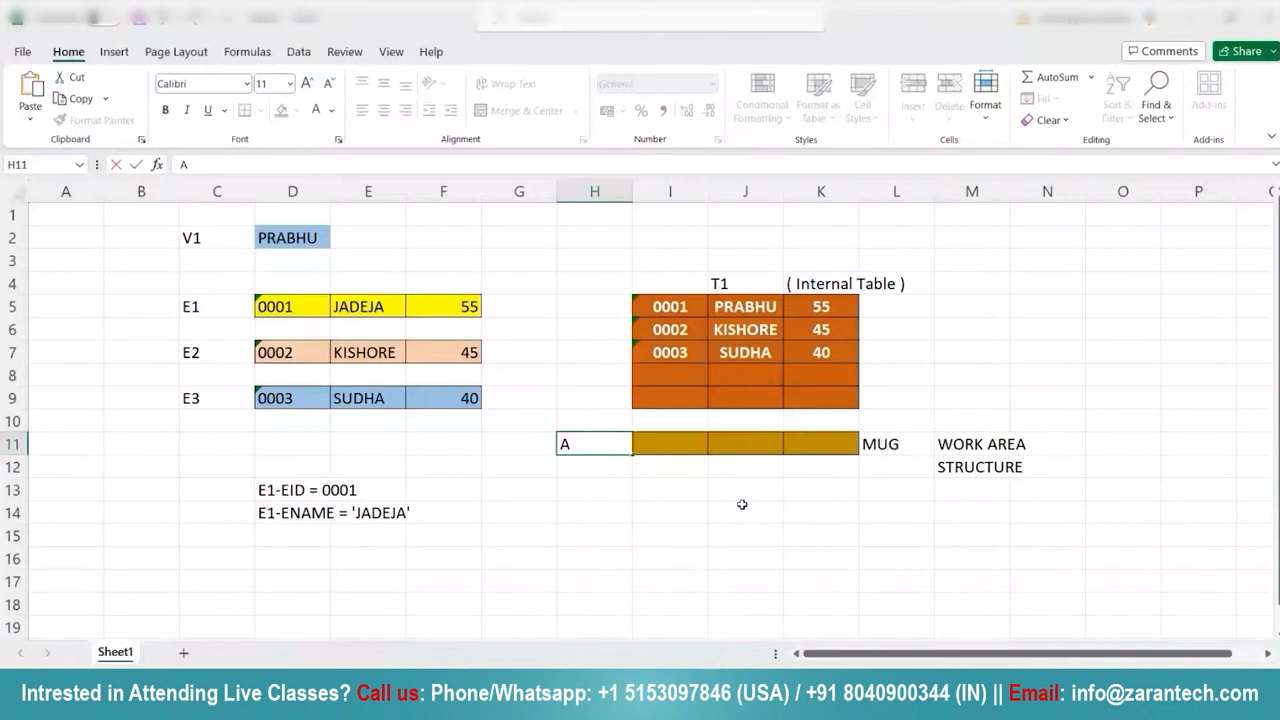 File Home Insert Page Layout Formulas Data Review View Help Comments Share
Paste Cut Copy Format Painter Clipboard
Calibri 11 B I U A A Font
Wrap Text Merge & Center Alignment
General % Number
Conditional Formatting Format as Table Cell Styles Styles
Insert Delete Format Cells
AutoSum Fill Clear Sort & Filter Find & Select Editing
Add-ins Add-ins
H11 fx A
A B C D E F G H I J K L M N O P
1
2 V1 PRABHU
3
4 T1 ( Internal Table )
5 E1 0001 JADEJA 55 0001 PRABHU 55
6 0002 KISHORE 45
7 E2 0002 KISHORE 45 0003 SUDHA 40
8
9 E3 0003 SUDHA 40
10
11 A MUG WORK AREA
12 STRUCTURE
13 E1-EID = 0001
14 E1-ENAME = 'JADEJA'
15
16
17
18
19
Sheet1
Intrested in Attending Live Classes? Call us: Phone/Whatsapp: +1 5153097846 (USA) / +91 8040900344 (IN) || Email: info@zarantech.com